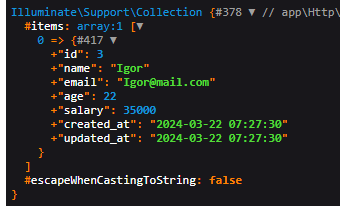 Illuminate\Support\Collection {#378 ▼ // app\Http\
#items: array:1 [▼
0 => {#417 ▼
+"id": 3
+"name": "Igor"
+"email": "Igor@mail.com"
+"age": 22
+"salary": 35000
+"created_at": "2024-03-22 07:27:30"
+"updated_at": "2024-03-22 07:27:30"
}
]
#escapeWhenCastingToString: false
}